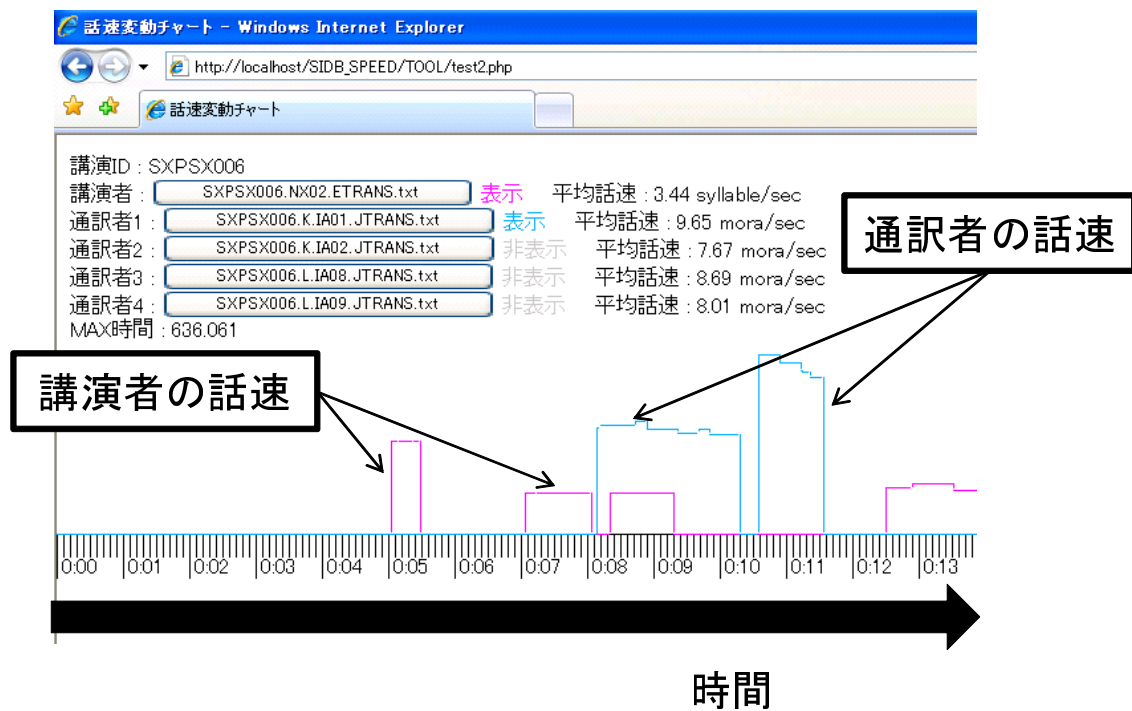 話速変動チャート - Windows Internet Explorer
http://localhost/SIDB_SPEED/TOOL/test2.php
話速変動チャート
講演ID : SXPSX006
講演者 : SXPSX006.NX02.ETRANS.txt 表示 平均話速 : 3.44 syllable/sec
通訳者1 : SXPSX006.K.IA01.JTRANS.txt 表示 平均話速 : 9.65 mora/sec
通訳者2 : SXPSX006.K.IA02.JTRANS.txt 非表示 平均話速 : 7.67 mora/sec
通訳者3 : SXPSX006.L.IA08.JTRANS.txt 非表示 平均話速 : 8.69 mora/sec
通訳者4 : SXPSX006.L.IA09.JTRANS.txt 非表示 平均話速 : 8.01 mora/sec
MAX時間 : 636.061
通訳者の話速
講演者の話速
0:00 0:01 0:02 0:03 0:04 0:05 0:06 0:07 0:08 0:09 0:10 0:11 0:12 0:13
時間